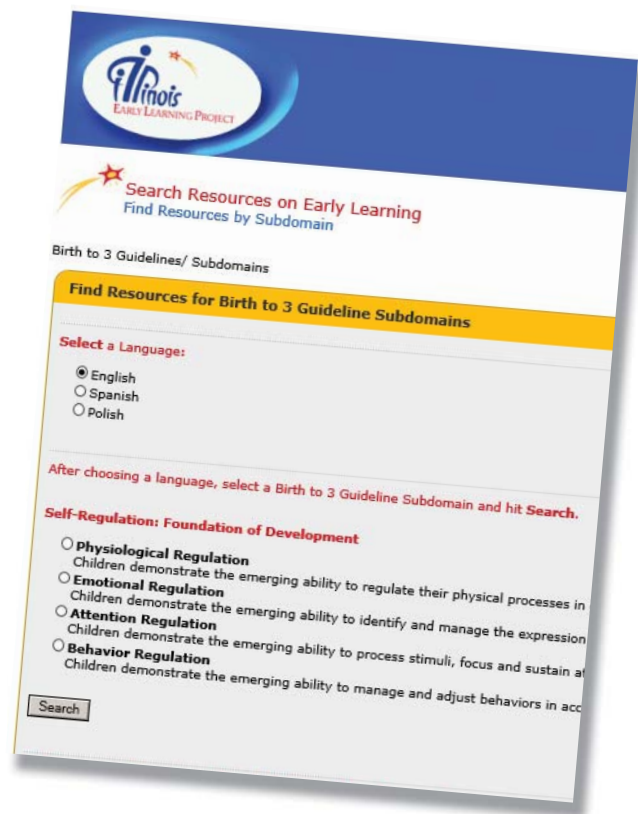 illinois
EARLY LEARNING PROJECT
Search Resources on Early Learning
Find Resources by Subdomain
Birth to 3 Guidelines/ Subdomains
Find Resources for Birth to 3 Guideline Subdomains
Select a Language:
English
Spanish
Polish
After choosing a language, select a Birth to 3 Guideline Subdomain and hit Search.
Self-Regulation: Foundation of Development
Physiological Regulation
Children demonstrate the emerging ability to regulate their physical processes in
Emotional Regulation
Children demonstrate the emerging ability to identify and manage the expression
Attention Regulation
Children demonstrate the emerging ability to process stimuli, focus and sustain
Behavior Regulation
Children demonstrate the emerging ability to manage and adjust behaviors in
Search